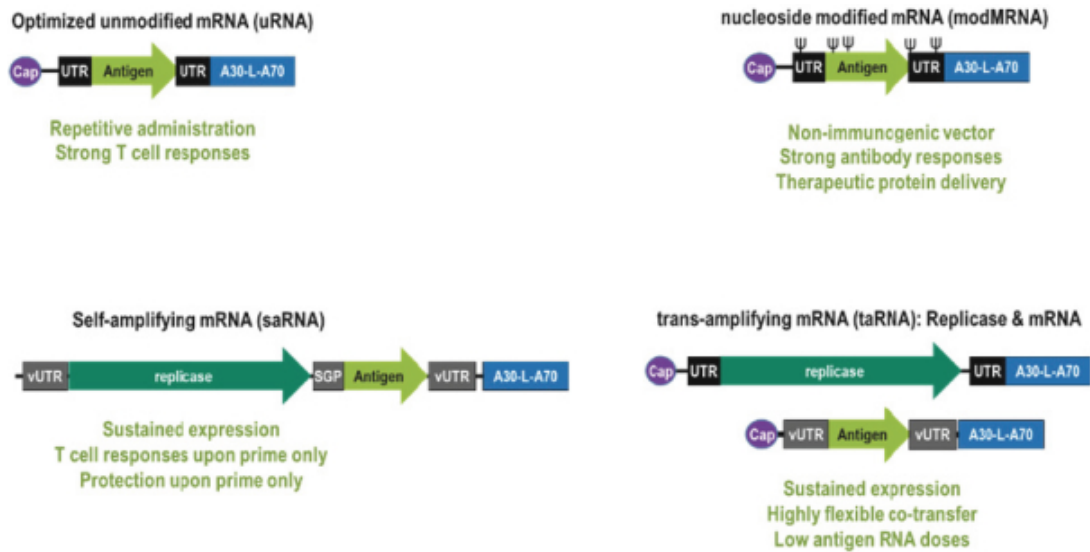 Optimized unmodified mRNA (uRNA)
Cap UTR Antigen UTR A30-L-A70
Repetitive administration
Strong T cell responses
nucleoside modified mRNA (modMRNA)
Ψ Ψ Ψ Ψ Ψ
Cap UTR Antigen UTR A30-L-A70
Non-immunogenic vector
Strong antibody responses
Therapeutic protein delivery
Self-amplifying mRNA (saRNA)
vUTR replicase SGP Antigen vUTR A30-L-A70
Sustained expression
T cell responses upon prime only
Protection upon prime only
trans-amplifying mRNA (taRNA): Replicase & mRNA
Cap UTR replicase UTR A30-L-A70
Cap vUTR Antigen vUTR A30-L-A70
Sustained expression
Highly flexible co-transfer
Low antigen RNA doses